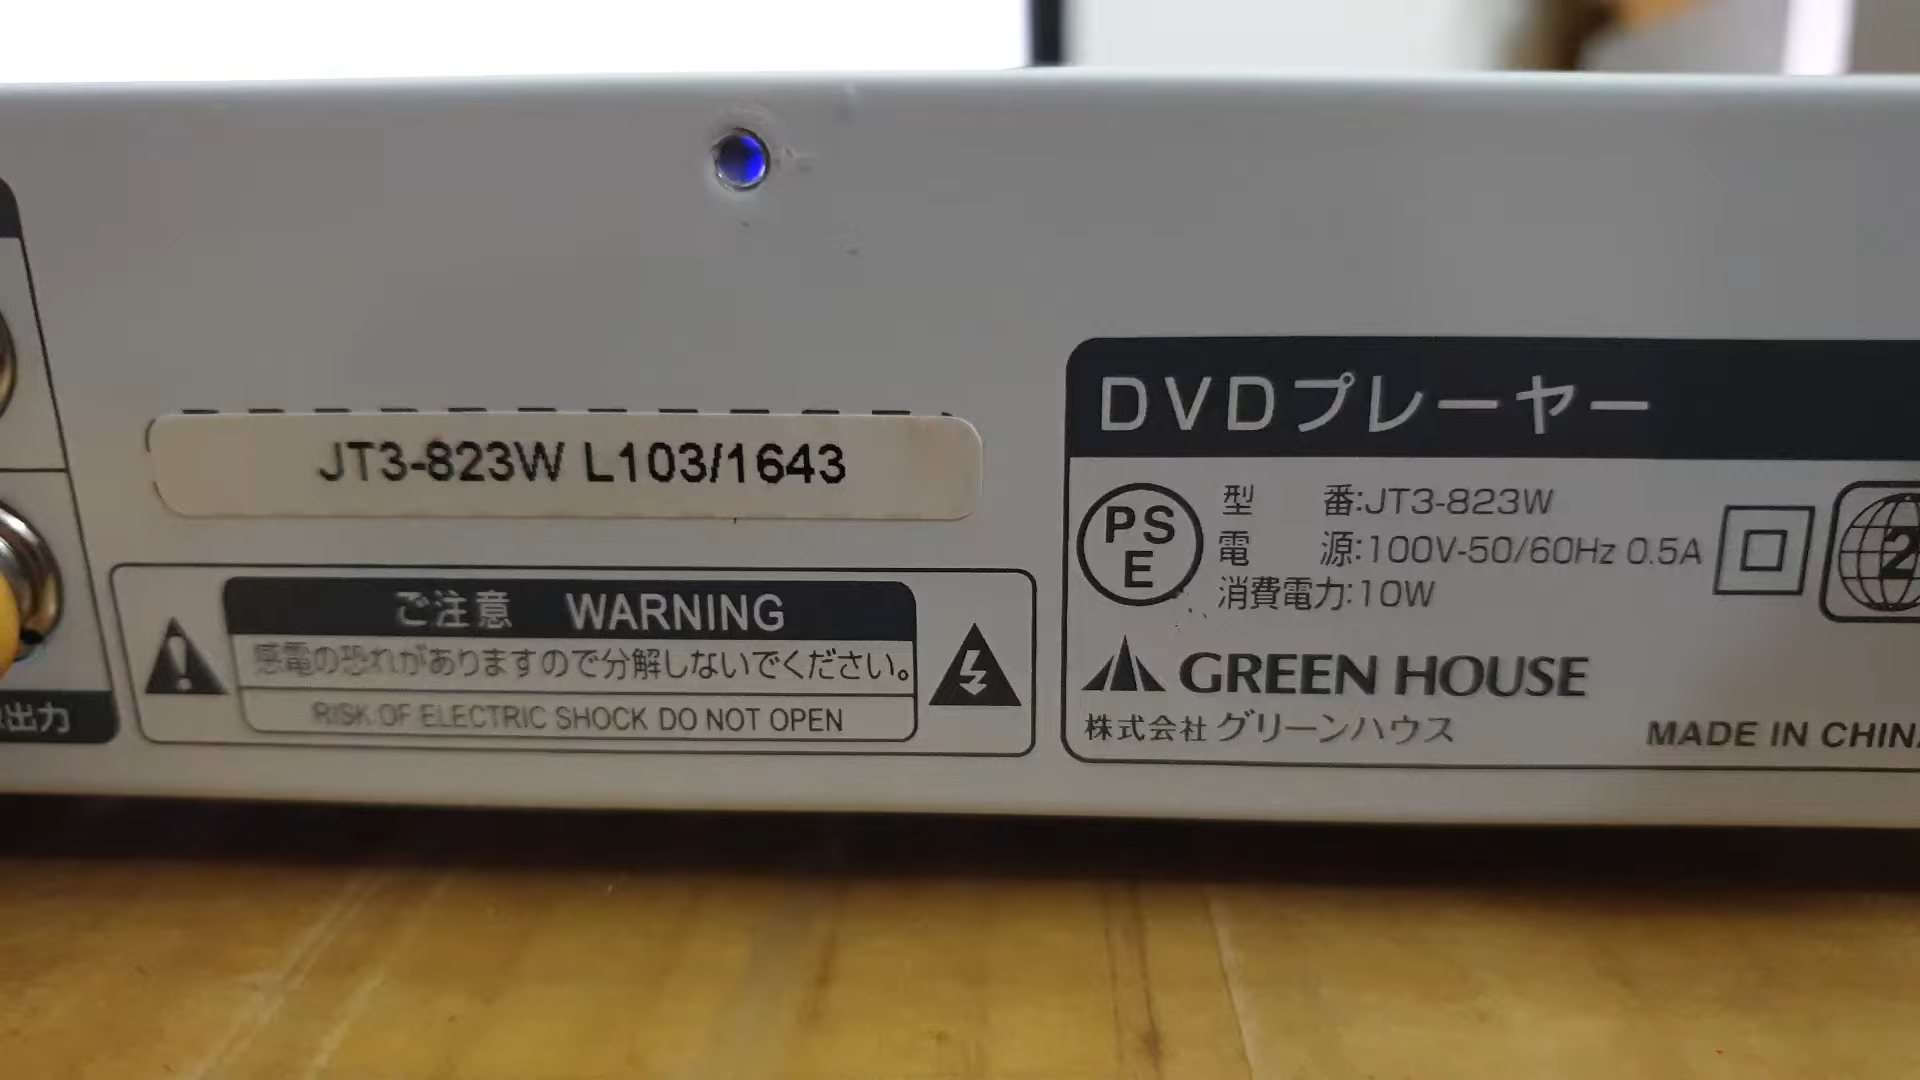 JT3-823W L103/1643
ご注意 WARNING
感電の恐れがありますので分解しないでください。
RISK OF ELECTRIC SHOCK DO NOT OPEN
出力
DVDプレーヤー
PS
E
型 番:JT3-823W
電 源:100V-50/60Hz 0.5A
消費電力:10W
2
GREEN HOUSE
株式会社 グリーンハウス
MADE IN CHINA